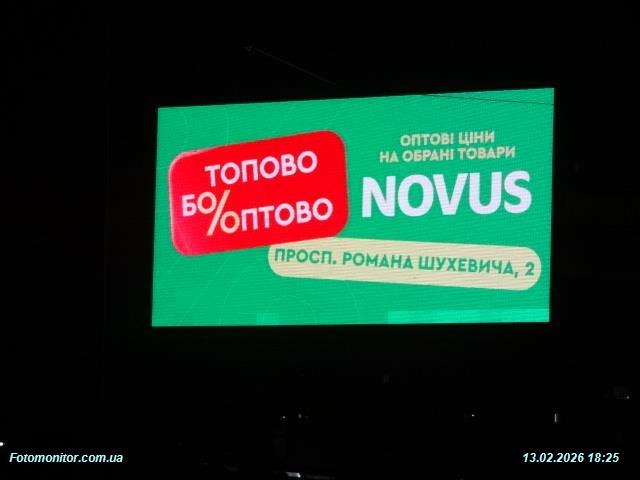 ТОПОВО
БО%ОПТОВО
ОПТОВІ ЦІНИ
НА ОБРАНІ ТОВАРИ
NOVUS
ПРОСП. РОМАНА ШУХЕВИЧА, 2
Fotomonitor.com.ua
13.02.2026 18:25